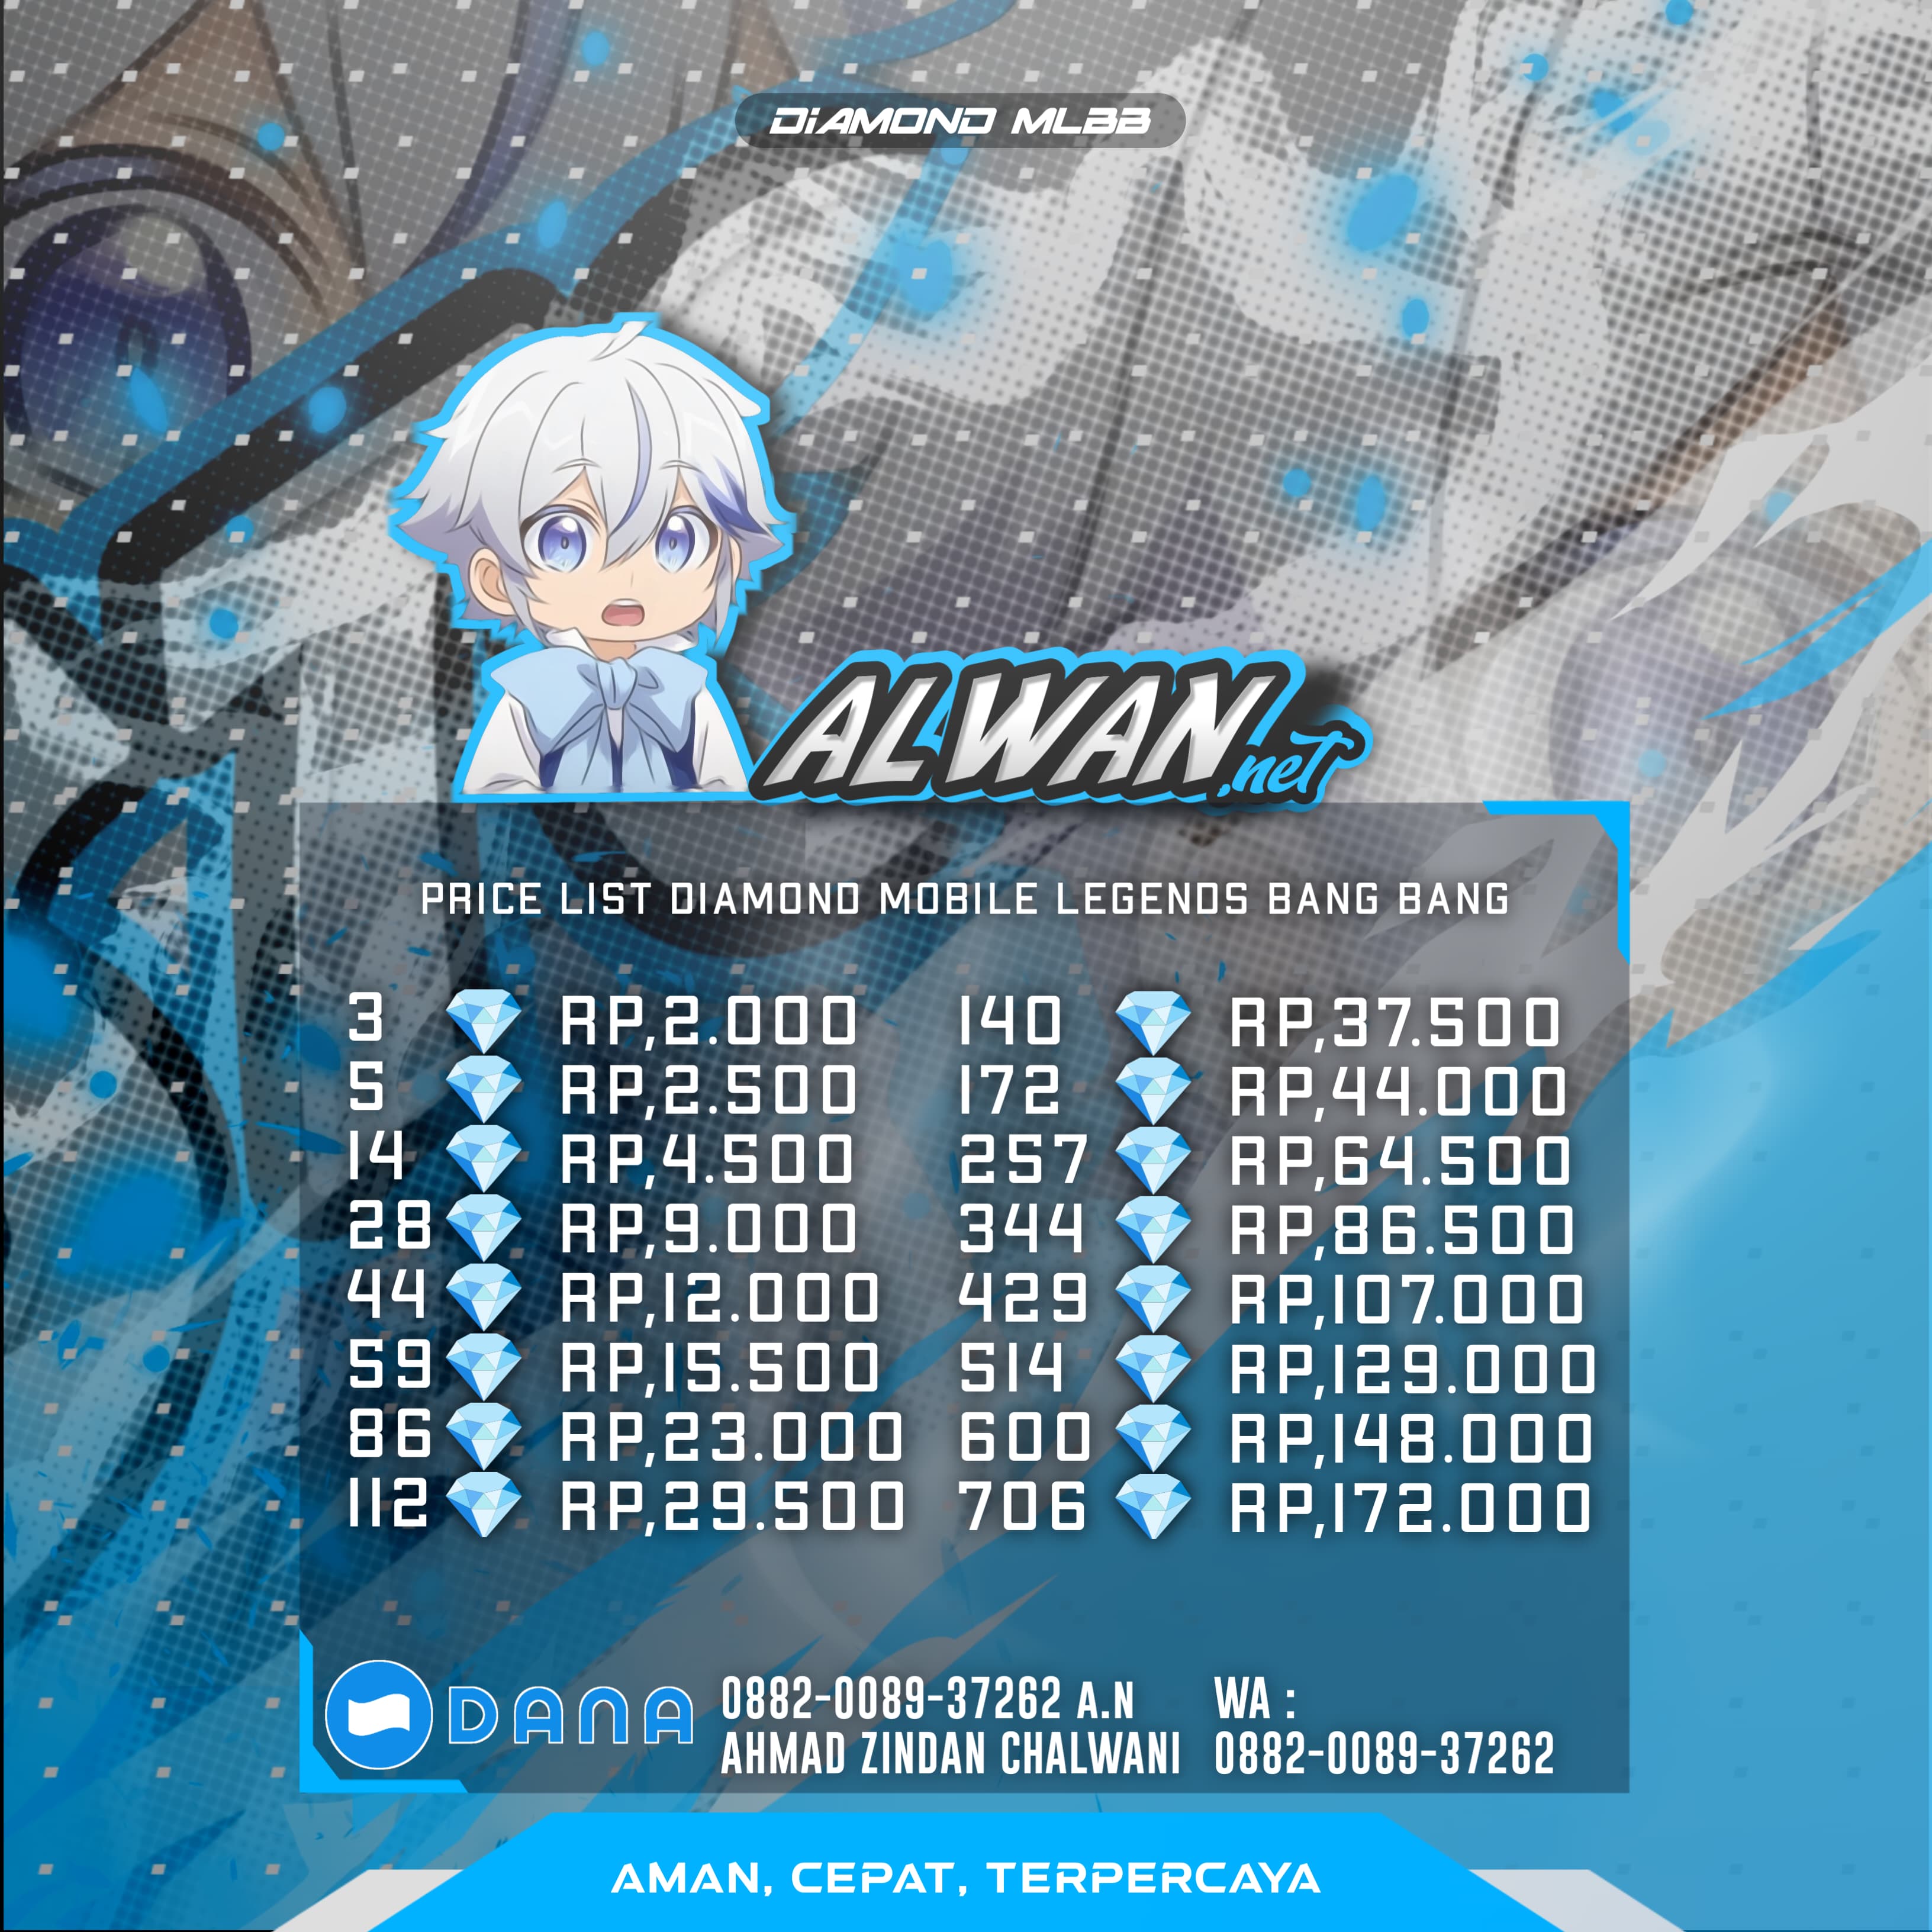 DiAMOND MLBB
ALWAN.neT
PRICE LIST DIAMOND MOBILE LEGENDS BANG BANG
3 RP,2.000 140 RP,37.500
5 RP,2.500 172 RP,44.000
14 RP,4.500 257 RP,64.500
28 RP,9.000 344 RP,86.500
44 RP,12.000 429 RP,107.000
59 RP,15.500 514 RP,129.000
86 RP,23.000 600 RP,148.000
112 RP,29.500 706 RP,172.000
DANA
0882-0089-37262 A.N
AHMAD ZINDAN CHALWANI
WA :
0882-0089-37262
AMAN, CEPAT, TERPERCAYA